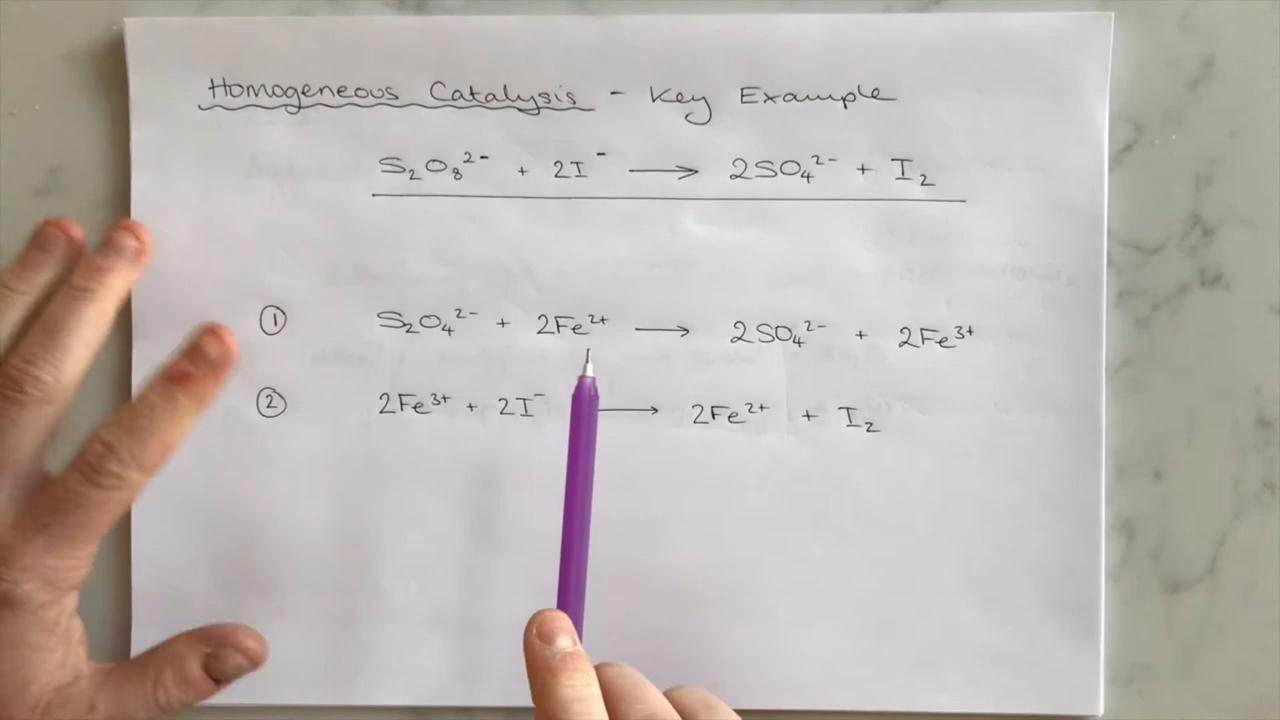 Homogeneous Catalysis - Key Example
S₂O₈²⁻ + 2I⁻ ⟶ 2SO₄²⁻ + I₂
① S₂O₄²⁻ + 2Fe²⁺ ⟶ 2SO₄²⁻ + 2Fe³⁺
② 2Fe³⁺ + 2I⁻ ⟶ 2Fe²⁺ + I₂